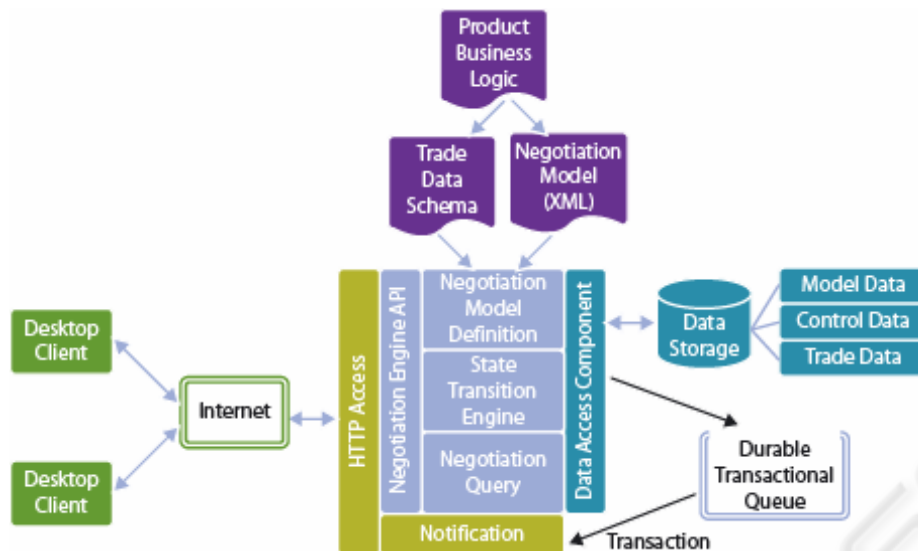 Product
Business
Logic
Trade
Data
Schema
Negotiation
Model
(XML)
Desktop
Client
Desktop
Client
Internet
HTTP Access
Negotiation Engine API
Negotiation
Model
Definition
State
Transition
Engine
Negotiation
Query
Data Access Component
Notification
Data
Storage
Model Data
Control Data
Trade Data
Durable
Transactional
Queue
Transaction